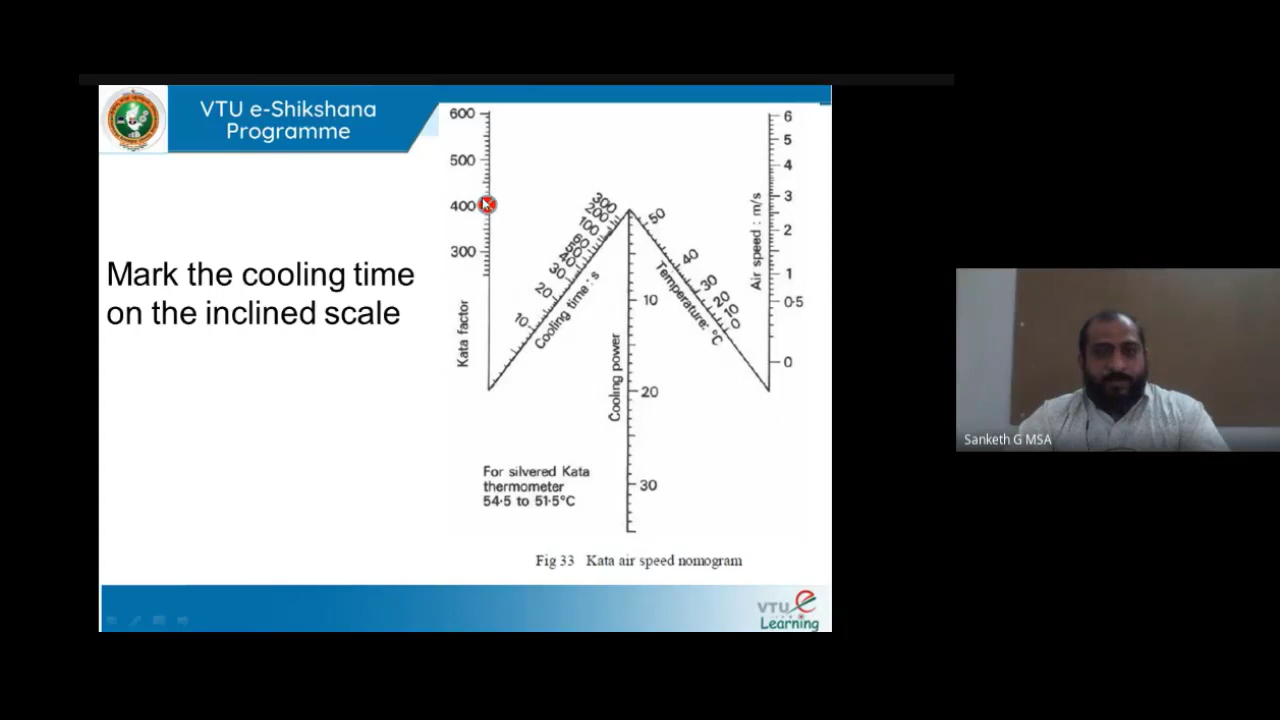 VTU e-Shikshana
Programme
Mark the cooling time
on the inclined scale
600
500
400
300
Kata factor
300
200
100
30
20
10
Cooling time : s
10
20
30
Cooling power
50
40
30
20
10
0
Temperature: °C
6
5
4
3
2
1
0·5
0
Air speed : m/s
For silvered Kata
thermometer
54·5 to 51·5°C
Fig 33 Kata air speed nomogram
VTU e
Learning
Sanketh G MSA